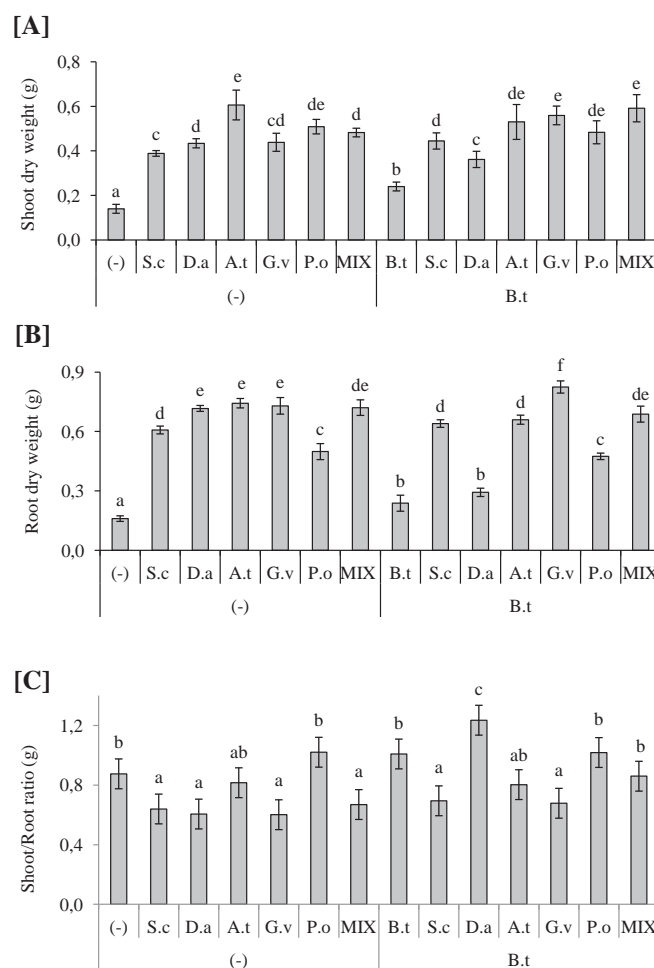 [A]
Shoot dry weight (g)
0,8
0,6
0,4
0,2
0,0
a c d e cd de d b d c de e de e
(-) S.c D.a A.t G.v P.o MIX B.t S.c D.a A.t G.v P.o MIX
(-) B.t
[B]
Root dry weight (g)
0,9
0,6
0,3
0,0
a d e e e c de b d b d f c de
(-) S.c D.a A.t G.v P.o MIX B.t S.c D.a A.t G.v P.o MIX
(-) B.t
[C]
Shoot/Root ratio (g)
1,2
0,8
0,4
0,0
b a a ab a b a b a c ab a b b
(-) S.c D.a A.t G.v P.o MIX B.t S.c D.a A.t G.v P.o MIX
(-) B.t